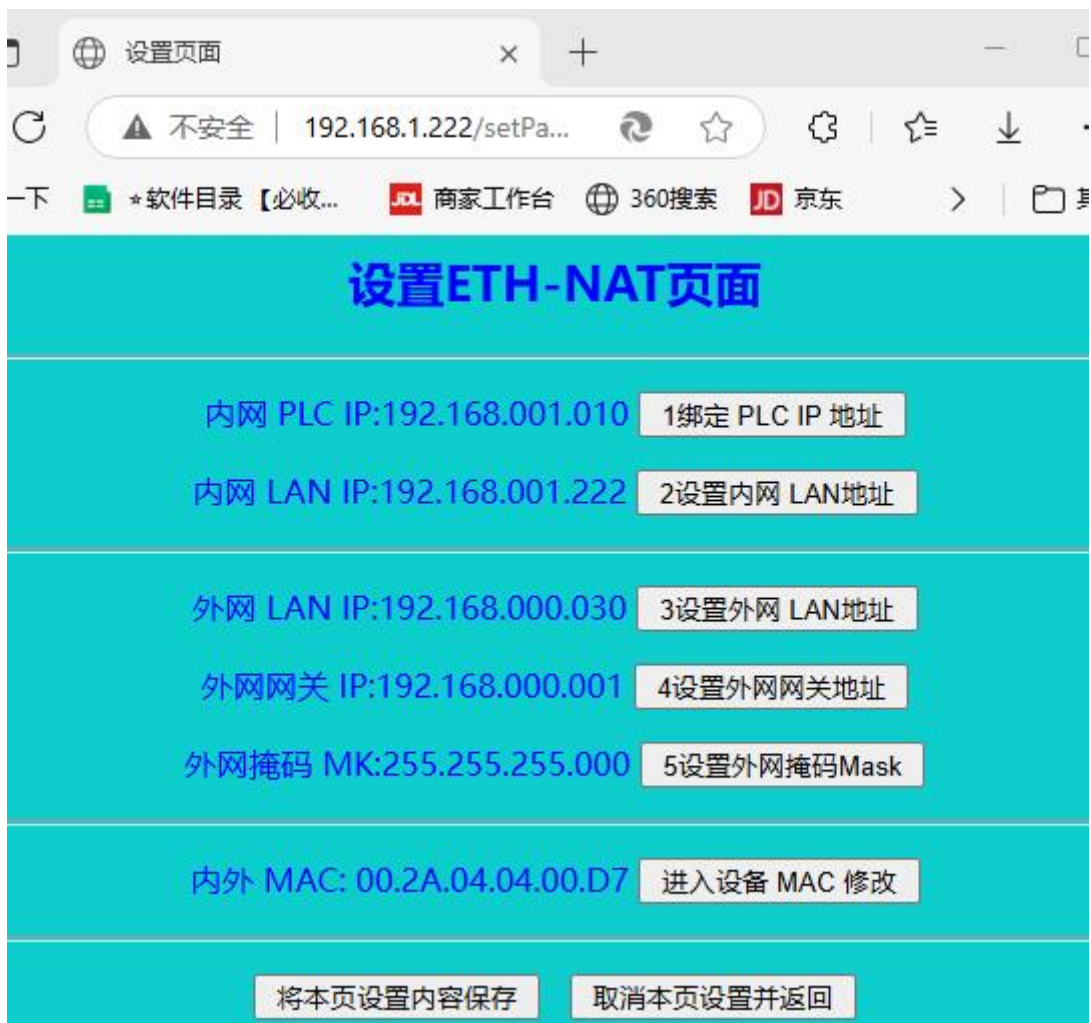 设置页面
不安全 192.168.1.222/setPa...
一下 *软件目录【必收... JDL 商家工作台 360搜索 JD 京东
设置ETH-NAT页面
内网 PLC IP:192.168.001.010 1绑定 PLC IP 地址
内网 LAN IP:192.168.001.222 2设置内网 LAN地址
外网 LAN IP:192.168.000.030 3设置外网 LAN地址
外网网关 IP:192.168.000.001 4设置外网网关地址
外网掩码 MK:255.255.255.000 5设置外网掩码Mask
内外 MAC: 00.2A.04.04.00.D7 进入设备 MAC 修改
将本页设置内容保存 取消本页设置并返回